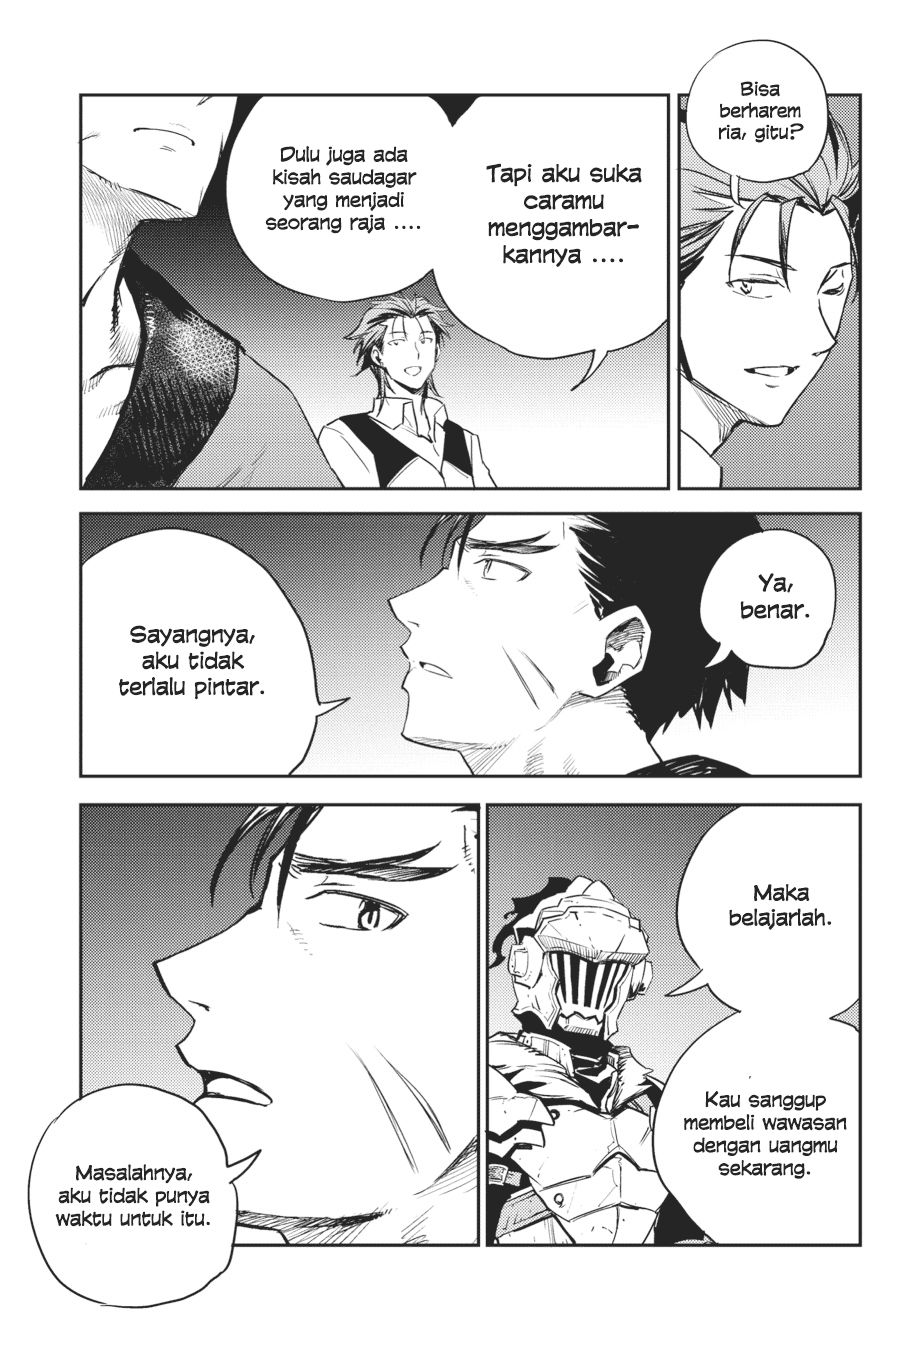 Bisa
berharem
ria, gitu?
Tapi aku suka
caramu
menggambar-
kannya ....
Dulu juga ada
kisah saudagar
yang menjadi
seorang raja ....
Ya,
benar.
Sayangnya,
aku tidak
terlalu pintar.
Maka
belajarlah.
Kau sanggup
membeli wawasan
dengan uangmu
sekarang.
Masalahnya,
aku tidak punya
waktu untuk itu.